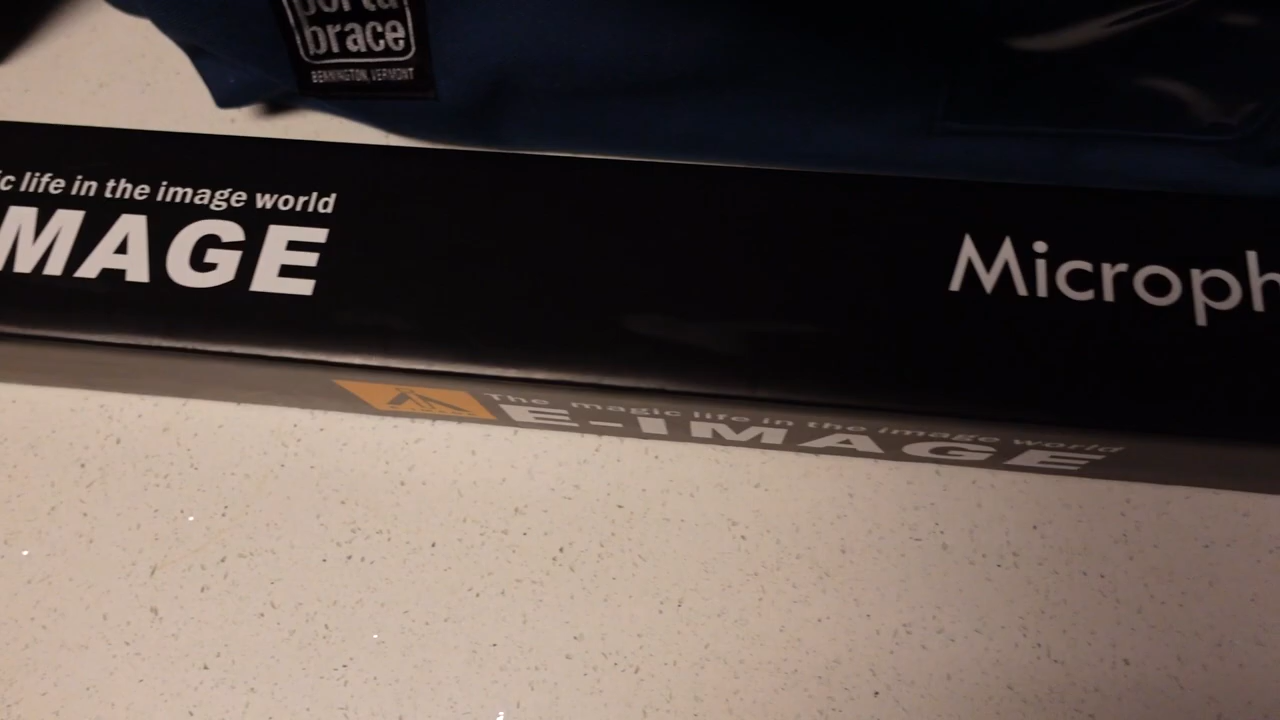 porta
brace
BENNINGTON, VERMONT
ic life in the image world
MAGE
Microph
The magic life in the image world
E-IMAGE